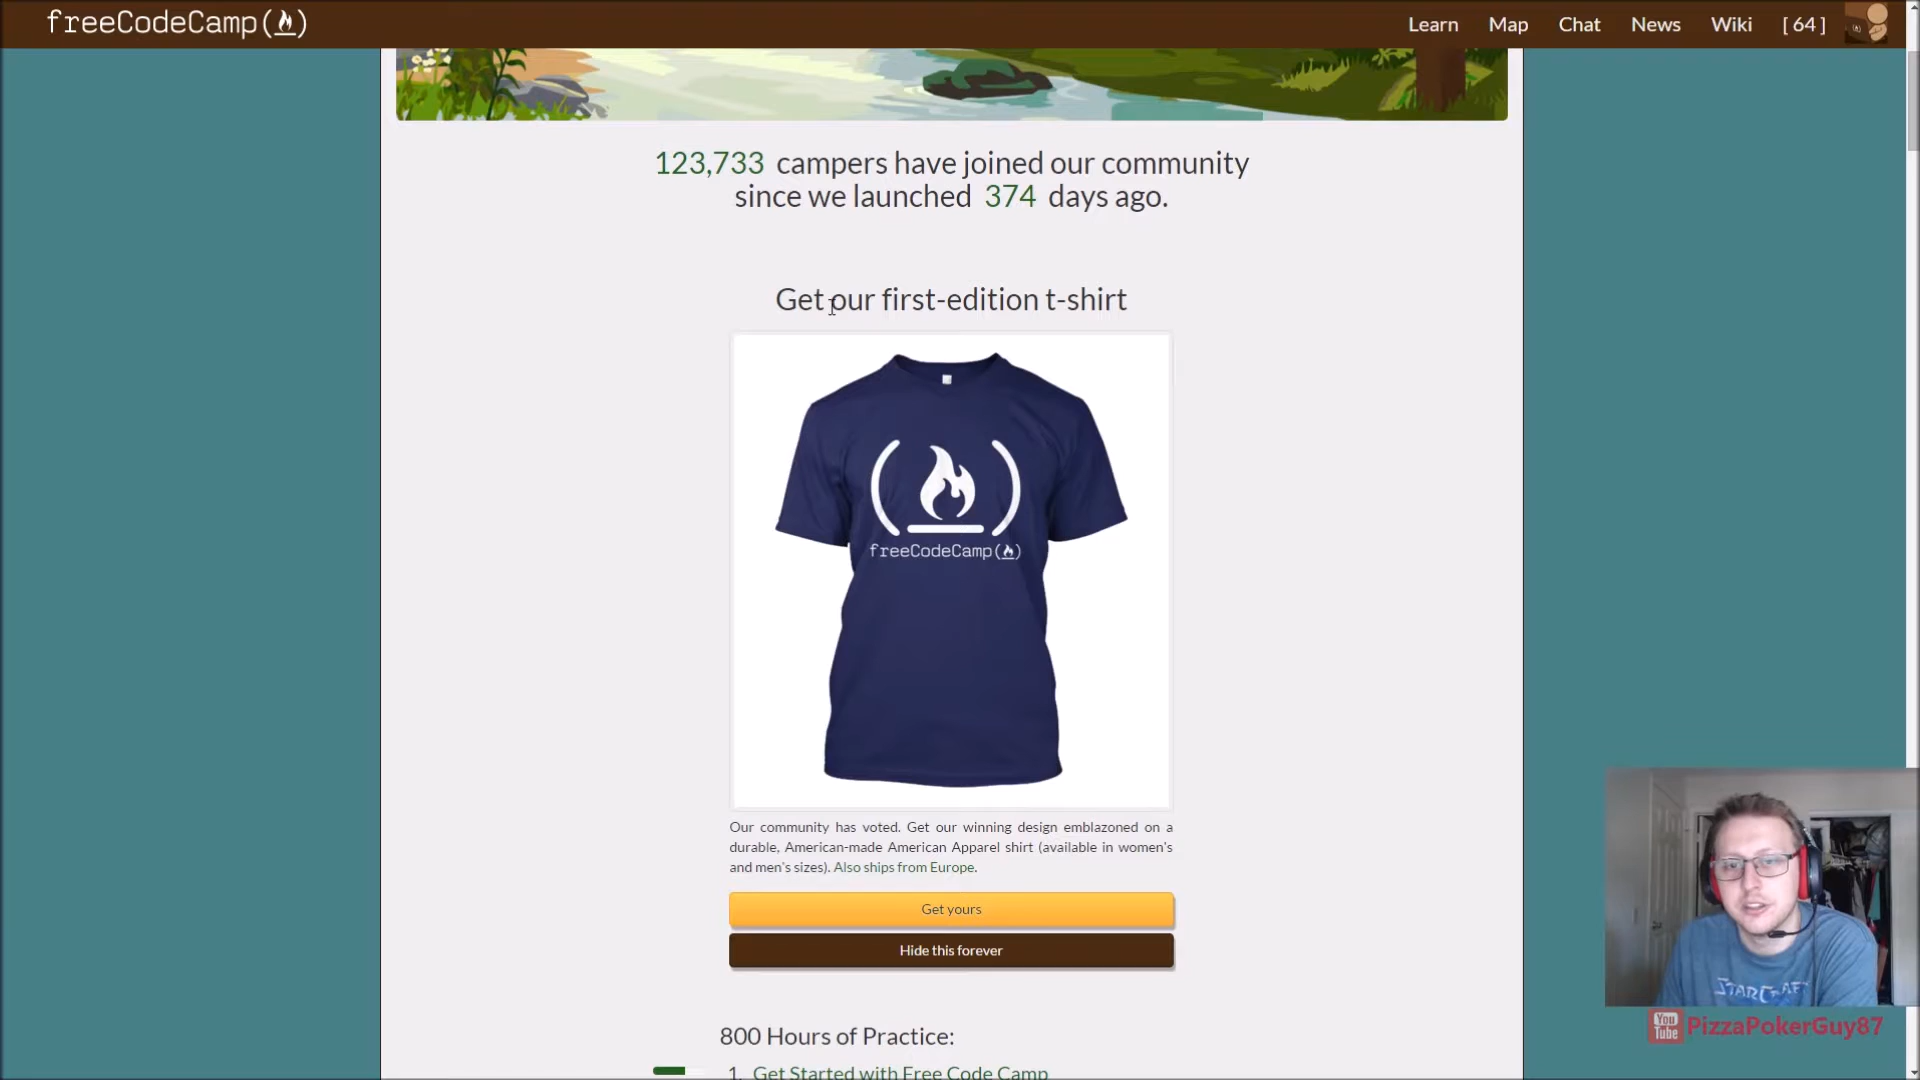 freeCodeCamp( )
Learn Map Chat News Wiki [ 64 ]
123,733 campers have joined our community
since we launched 374 days ago.
Get our first-edition t-shirt
freeCodeCamp( )
Our community has voted. Get our winning design emblazoned on a
durable, American-made American Apparel shirt (available in women's
and men's sizes). Also ships from Europe.
Get yours
Hide this forever
800 Hours of Practice:
1. Get Started with Free Code Camp
STARCRAFT
You Tube PizzaPokerGuy87